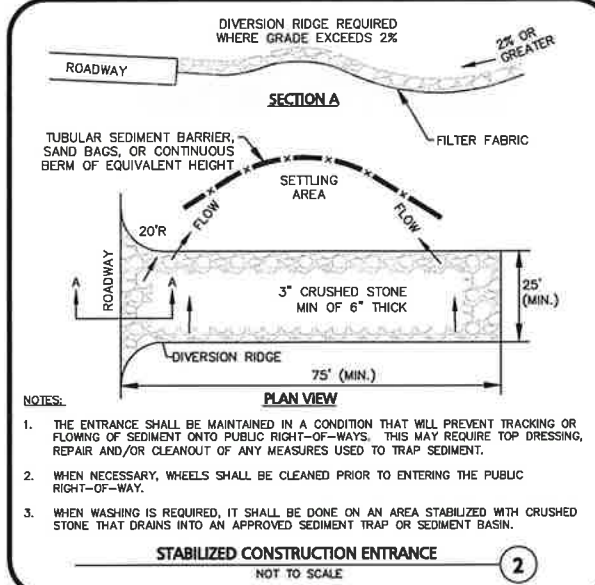 DIVERSION RIDGE REQUIRED
WHERE GRADE EXCEEDS 2%
2% OR
GREATER
ROADWAY
SECTION A
FILTER FABRIC
TUBULAR SEDIMENT BARRIER,
SAND BAGS, OR CONTINUOUS
BERM OF EQUIVALENT HEIGHT
SETTLING
AREA
FLOW
FLOW
20'R
ROADWAY
A
A
3" CRUSHED STONE
MIN OF 6" THICK
25'
(MIN.)
DIVERSION RIDGE
75' (MIN.)
PLAN VIEW
NOTES:
1. THE ENTRANCE SHALL BE MAINTAINED IN A CONDITION THAT WILL PREVENT TRACKING OR
FLOWING OF SEDIMENT ONTO PUBLIC RIGHT-OF-WAYS. THIS MAY REQUIRE TOP DRESSING,
REPAIR AND/OR CLEANOUT OF ANY MEASURES USED TO TRAP SEDIMENT.
2. WHEN NECESSARY, WHEELS SHALL BE CLEANED PRIOR TO ENTERING THE PUBLIC
RIGHT-OF-WAY.
3. WHEN WASHING IS REQUIRED, IT SHALL BE DONE ON AN AREA STABILIZED WITH CRUSHED
STONE THAT DRAINS INTO AN APPROVED SEDIMENT TRAP OR SEDIMENT BASIN.
STABILIZED CONSTRUCTION ENTRANCE
NOT TO SCALE
2